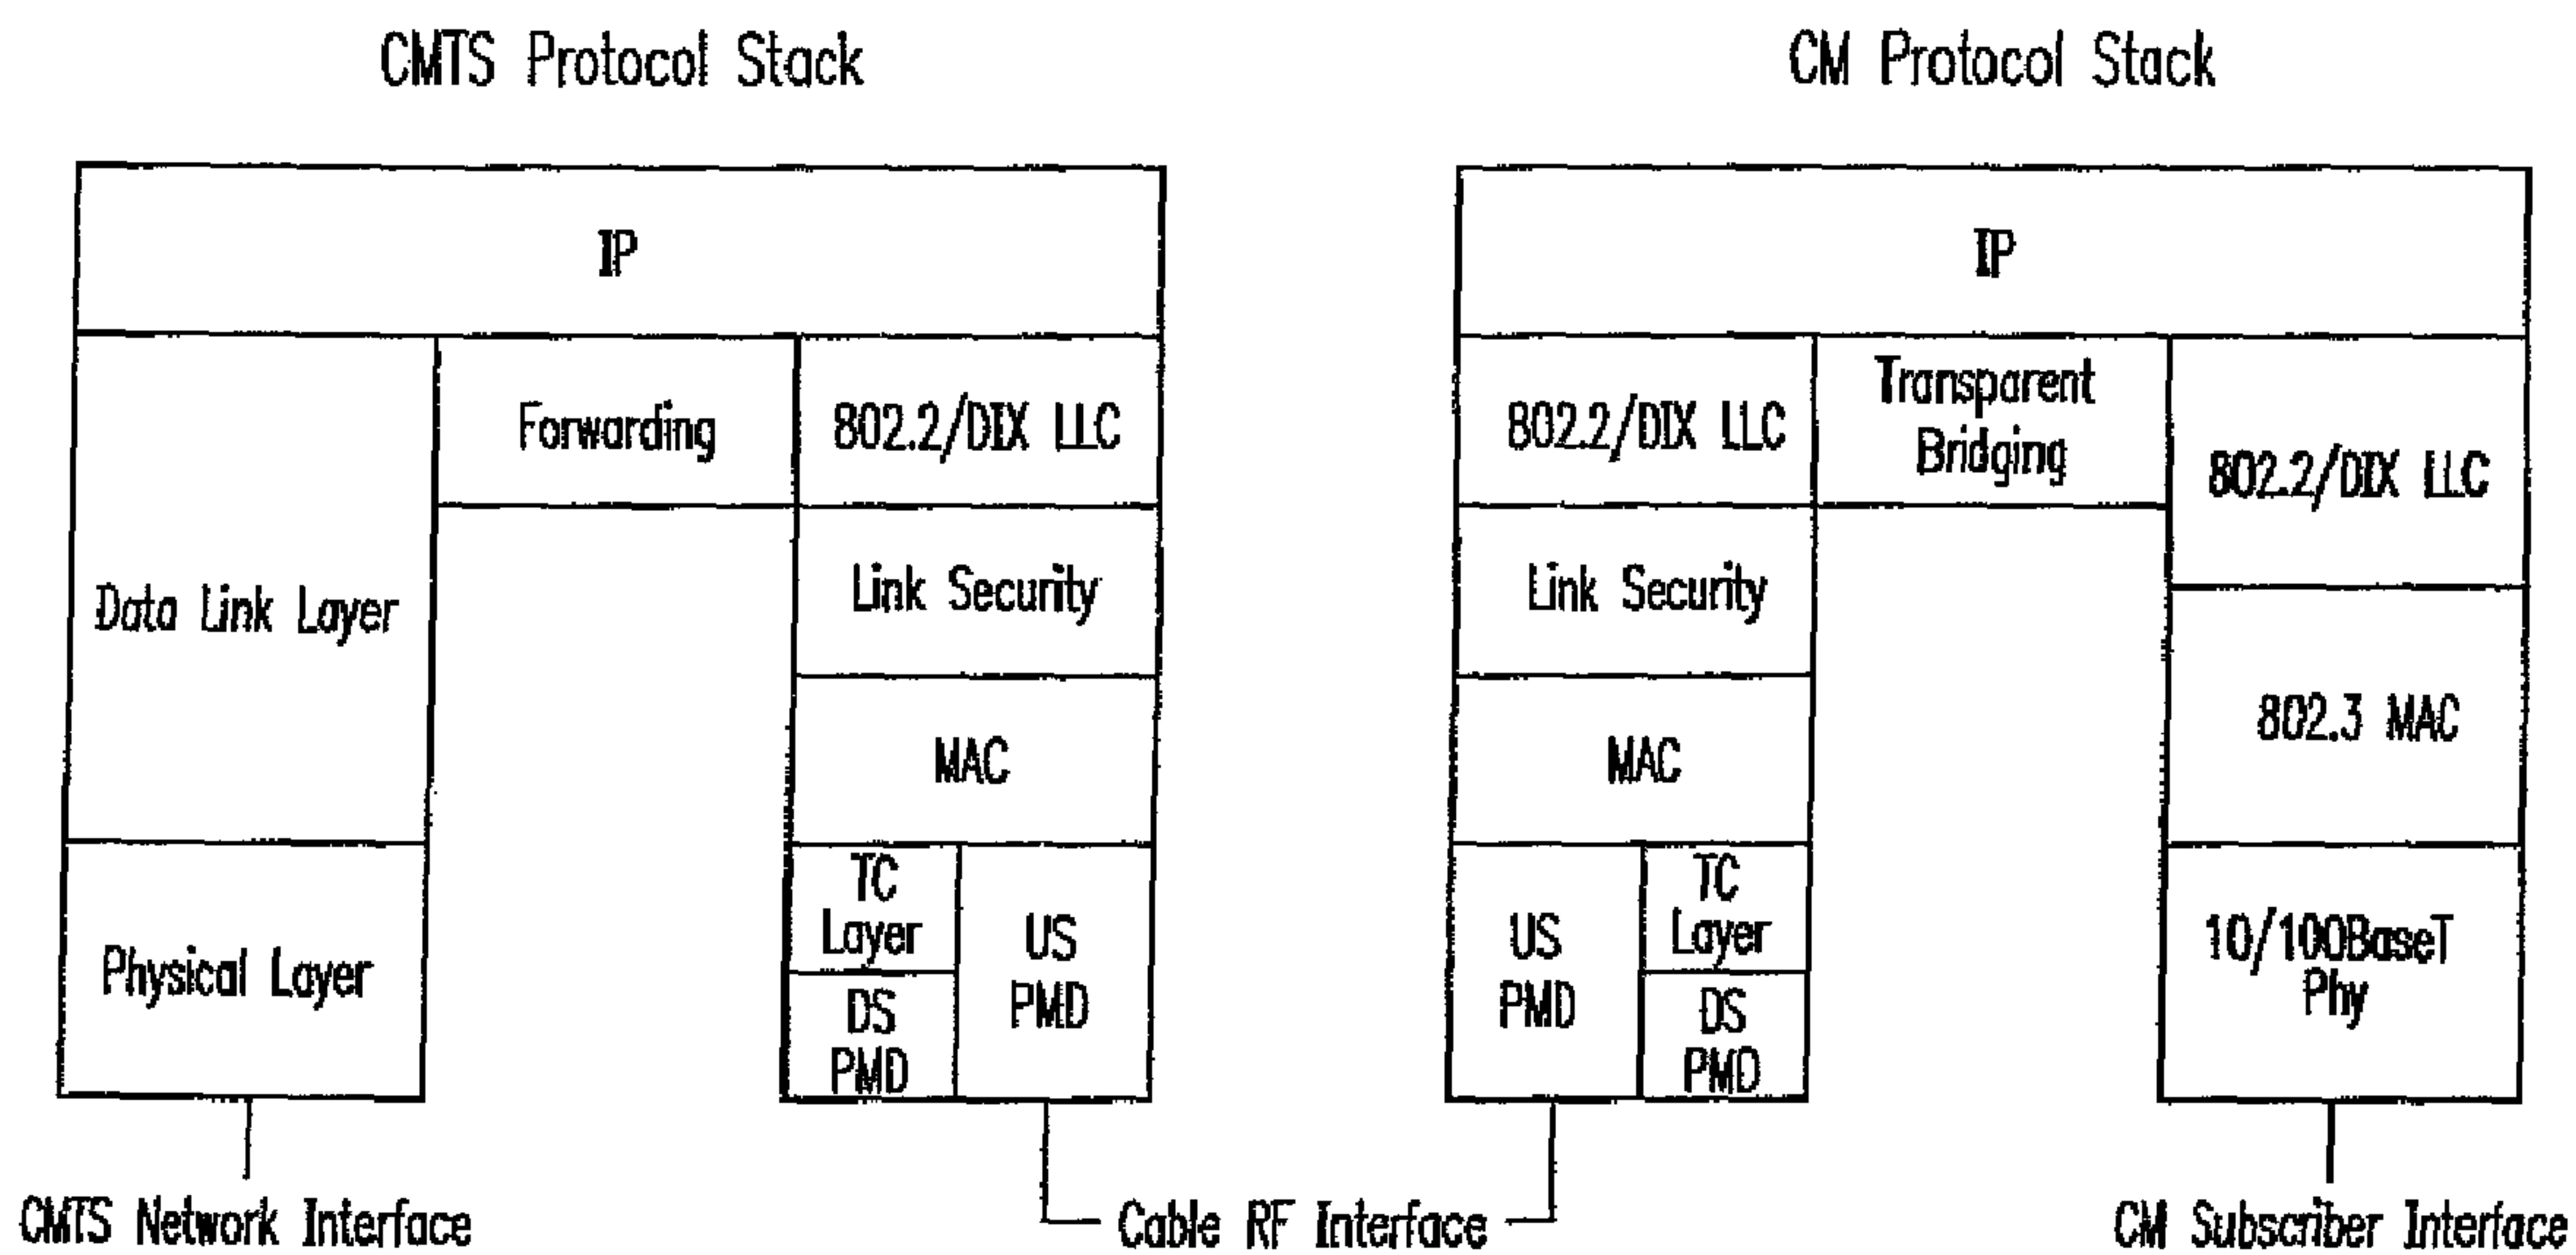 CMTS Protocol Stack
CM Protocol Stack
IP
IP
Data Link Layer
Forwarding
802.2/DIX LLC
Link Security
MAC
TC
Layer
DS
PMD
US
PMD
Physical Layer
802.2/DIX LLC
Transparent
Bridging
802.2/DIX LLC
Link Security
MAC
802.3 MAC
US
PMD
TC
Layer
DS
PMD
10/100BaseT
Phy
CMTS Network Interface
Cable RF Interface
CM Subscriber Interface